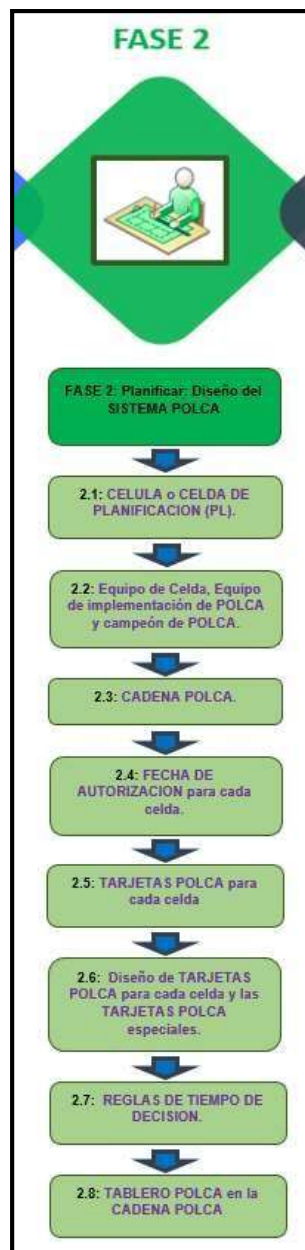 FASE 2
FASE 2: Planificar: Diseño del
SISTEMA POLCA
2.1: CELULA o CELDA DE
PLANIFICACION (PL).
2.2: Equipo de Celda, Equipo
de implementación de POLCA
y campeón de POLCA.
2.3: CADENA POLCA.
2.4: FECHA DE
AUTORIZACION para cada
celda.
2.5: TARJETAS POLCA para
cada celda
2.6: Diseño de TARJETAS
POLCA para cada celda y las
TARJETAS POLCA
especiales.
2.7: REGLAS DE TIEMPO DE
DECISION.
2.8: TABLERO POLCA en la
CADENA POLCA